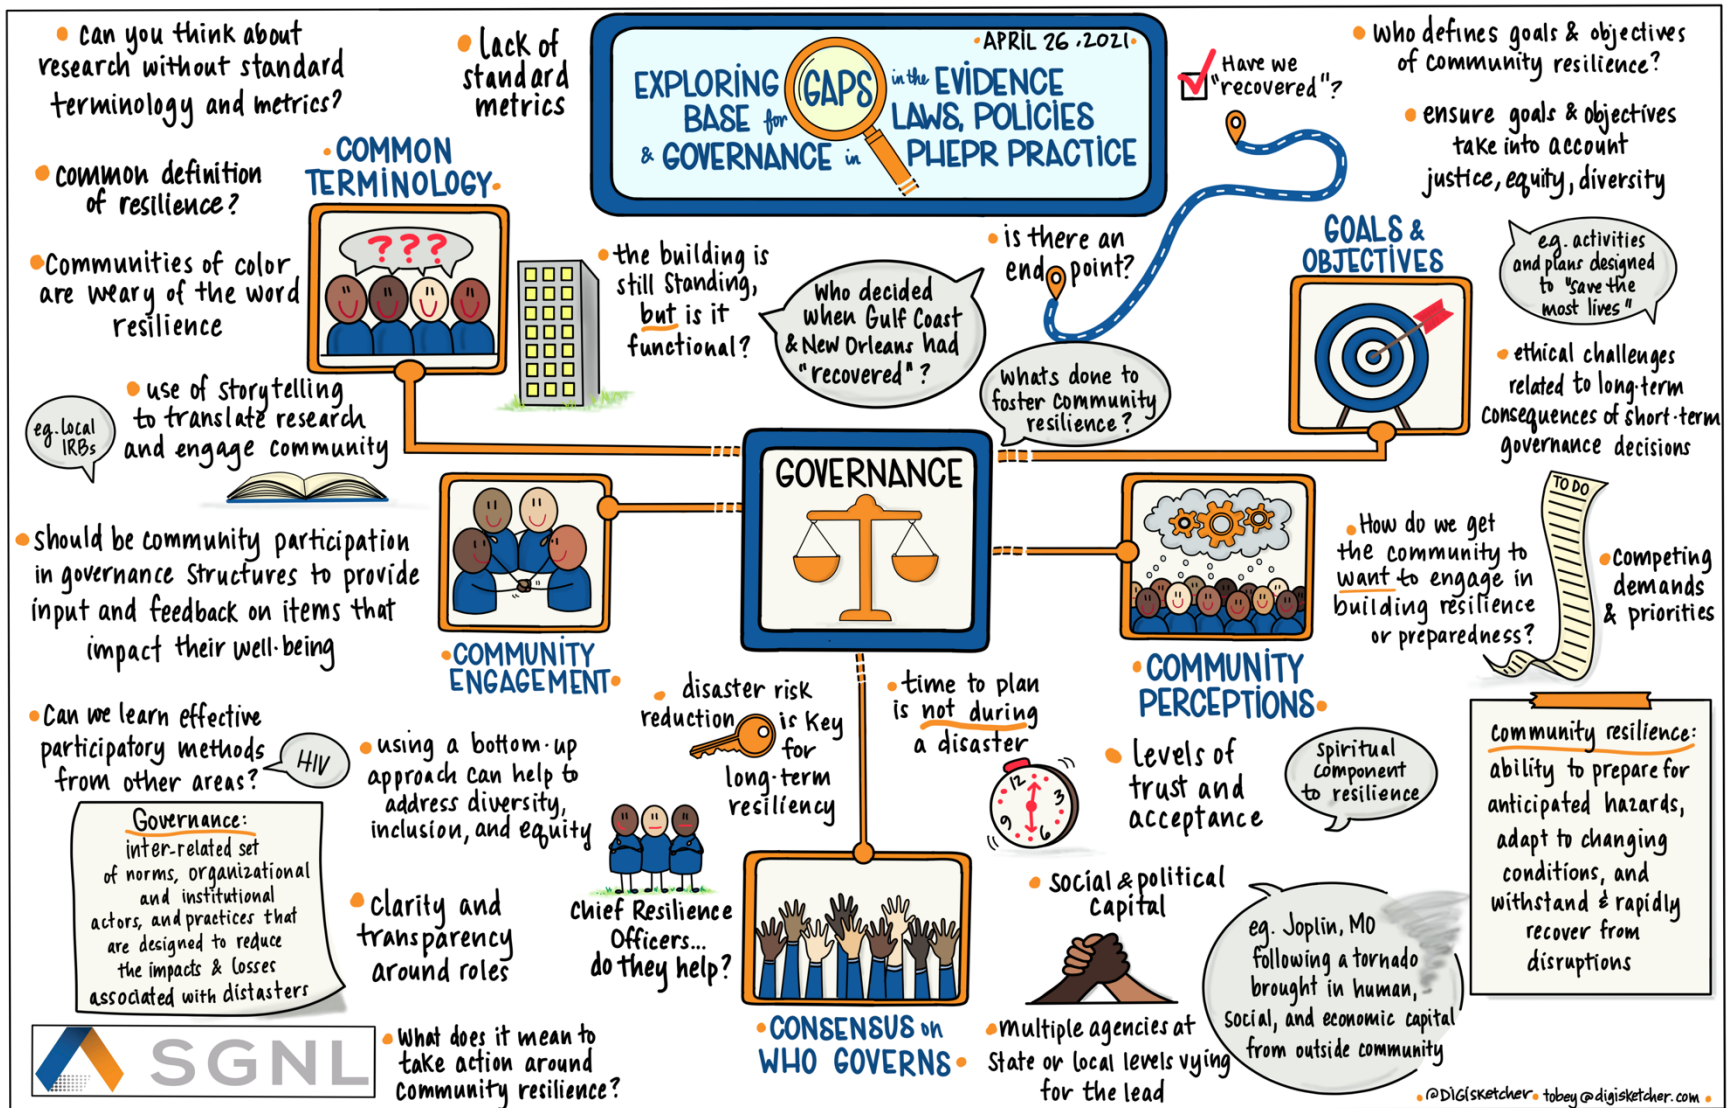 APRIL 26, 2021
EXPLORING GAPS in the EVIDENCE
BASE for LAWS, POLICIES
& GOVERNANCE in PHEPR PRACTICE
can you think about
research without standard
terminology and metrics?
lack of
standard
metrics
common definition
of resilience?
COMMON
TERMINOLOGY
???
Communities of color
are weary of the word
resilience
the building is
still standing,
but is it
functional?
Who decided
when Gulf Coast
& New Orleans had
"recovered"?
is there an
end point?
Have we
"recovered"?
Whats done to
foster community
resilience?
Who defines goals & objectives
of community resilience?
ensure goals & objectives
take into account
justice, equity, diversity
GOALS &
OBJECTIVES
e.g. activities
and plans designed
to "save the
most lives"
ethical challenges
related to long-term
consequences of short-term
governance decisions
use of storytelling
to translate research
and engage community
eg. local
IRBs
should be community participation
in governance structures to provide
input and feedback on items that
impact their well-being
COMMUNITY
ENGAGEMENT
GOVERNANCE
COMMUNITY
PERCEPTIONS
How do we get
the community to
want to engage in
building resilience
or preparedness?
TO DO
competing
demands
& priorities
Can we learn effective
participatory methods
from other areas?
HIV
using a bottom-up
approach can help to
address diversity,
inclusion, and equity
disaster risk
reduction is key
for
long-term
resiliency
time to plan
is not during
a disaster
12
3
6
9
levels of
trust and
acceptance
Spiritual
component
to resilience
Community resilience:
ability to prepare for
anticipated hazards,
adapt to changing
conditions, and
withstand & rapidly
recover from
disruptions
Governance:
inter-related set
of norms, organizational
and institutional
actors, and practices that
are designed to reduce
the impacts & losses
associated with distasters
Clarity and
transparency
around roles
Chief Resilience
Officers...
do they help?
CONSENSUS on
WHO GOVERNS
social & political
capital
multiple agencies at
State or local levels vying
for the lead
eg. Joplin, MO
following a tornado
brought in human,
social, and economic capital
from outside community
What does it mean to
take action around
Community resilience?
SGNL
@DigiSketcher tobey@digisketcher.com